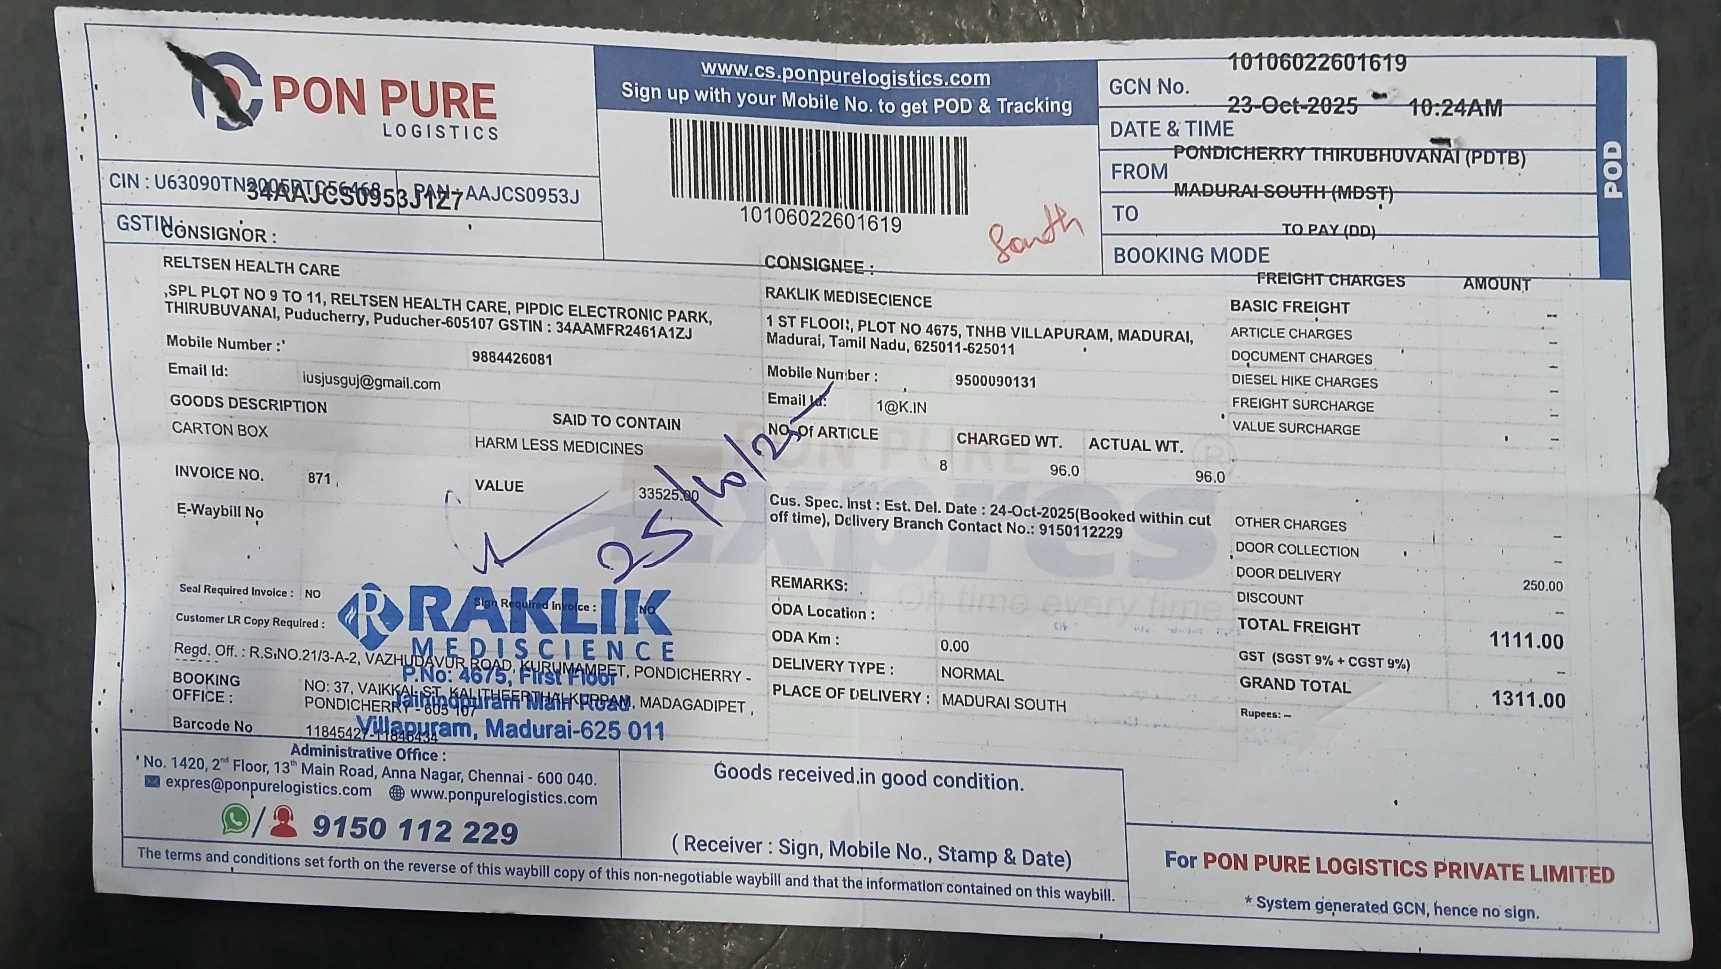 PON PURE
LOGISTICS
www.cs.ponpurelogistics.com
Sign up with your Mobile No. to get POD & Tracking
10106022601619
GCN No.
10106022601619
23-Oct-2025 10:24AM
DATE & TIME
PONDICHERRY THIRUBHUVANAI (PDTB)
FROM
MADURAI SOUTH (MDST)
TO
TO PAY (DD)
BOOKING MODE
POD
South
CIN : PAN - AAJCS0953J
34AAJCS0953J1Z7
GSTIN :
CONSIGNOR :
RELTSEN HEALTH CARE
,SPL PLOT NO 9 TO 11, RELTSEN HEALTH CARE, PIPDIC ELECTRONIC PARK,
THIRUBUVANAI, Puducherry, Puducher-605107 GSTIN : 34AAMFR2461A1ZJ
Mobile Number : 9884426081
Email Id: iusjusguj@gmail.com
GOODS DESCRIPTION SAID TO CONTAIN
CARTON BOX HARM LESS MEDICINES
INVOICE NO. 871 VALUE 33525.00
E-Waybill No
CONSIGNEE :
RAKLIK MEDISECIENCE
1 ST FLOOR, PLOT NO 4675, TNHB VILLAPURAM, MADURAI,
Madurai, Tamil Nadu, 625011-625011
Mobile Number : 9500090131
Email Id: 1@K.IN
NO. Of ARTICLE CHARGED WT. ACTUAL WT.
8 96.0 96.0
Cus. Spec. Inst : Est. Del. Date : 24-Oct-2025(Booked within cut
off time), Delivery Branch Contact No.: 9150112229
PON PURE
Expres
On time every time
25/10/25
REMARKS:
ODA Location :
ODA Km : 0.00
DELIVERY TYPE : NORMAL
PLACE OF DELIVERY : MADURAI SOUTH
FREIGHT CHARGES AMOUNT
BASIC FREIGHT --
ARTICLE CHARGES --
DOCUMENT CHARGES --
DIESEL HIKE CHARGES --
FREIGHT SURCHARGE --
VALUE SURCHARGE --
OTHER CHARGES --
DOOR COLLECTION --
DOOR DELIVERY 250.00
DISCOUNT --
TOTAL FREIGHT 1111.00
GST (SGST 9% + CGST 9%) --
GRAND TOTAL 1311.00
Rupees: --
Seal Required Invoice : NO Sign Required Invoice : NO
Customer LR Copy Required :
RAKLIK
MEDISCIENCE
P.No: 4675, First Floor
Jaihindpuram Main Road,
Villapuram, Madurai-625 011
Regd. Off. : R.S.NO.21/3-A-2, VAZHUDAVUR ROAD, KURUMAMPET, PONDICHERRY -
BOOKING OFFICE : NO: 37, VAIKKAL ST, MADAGADIPET ,
PONDICHERRY - 605 107
Barcode No 11845427-11845434
Administrative Office :
No. 1420, 2nd Floor, 13th Main Road, Anna Nagar, Chennai - 600 040.
expres@ponpurelogistics.com www.ponpurelogistics.com
9150 112 229
Goods received in good condition.
( Receiver : Sign, Mobile No., Stamp & Date)
The terms and conditions set forth on the reverse of this waybill copy of this non-negotiable waybill and that the information contained on this waybill.
For PON PURE LOGISTICS PRIVATE LIMITED
* System generated GCN, hence no sign.